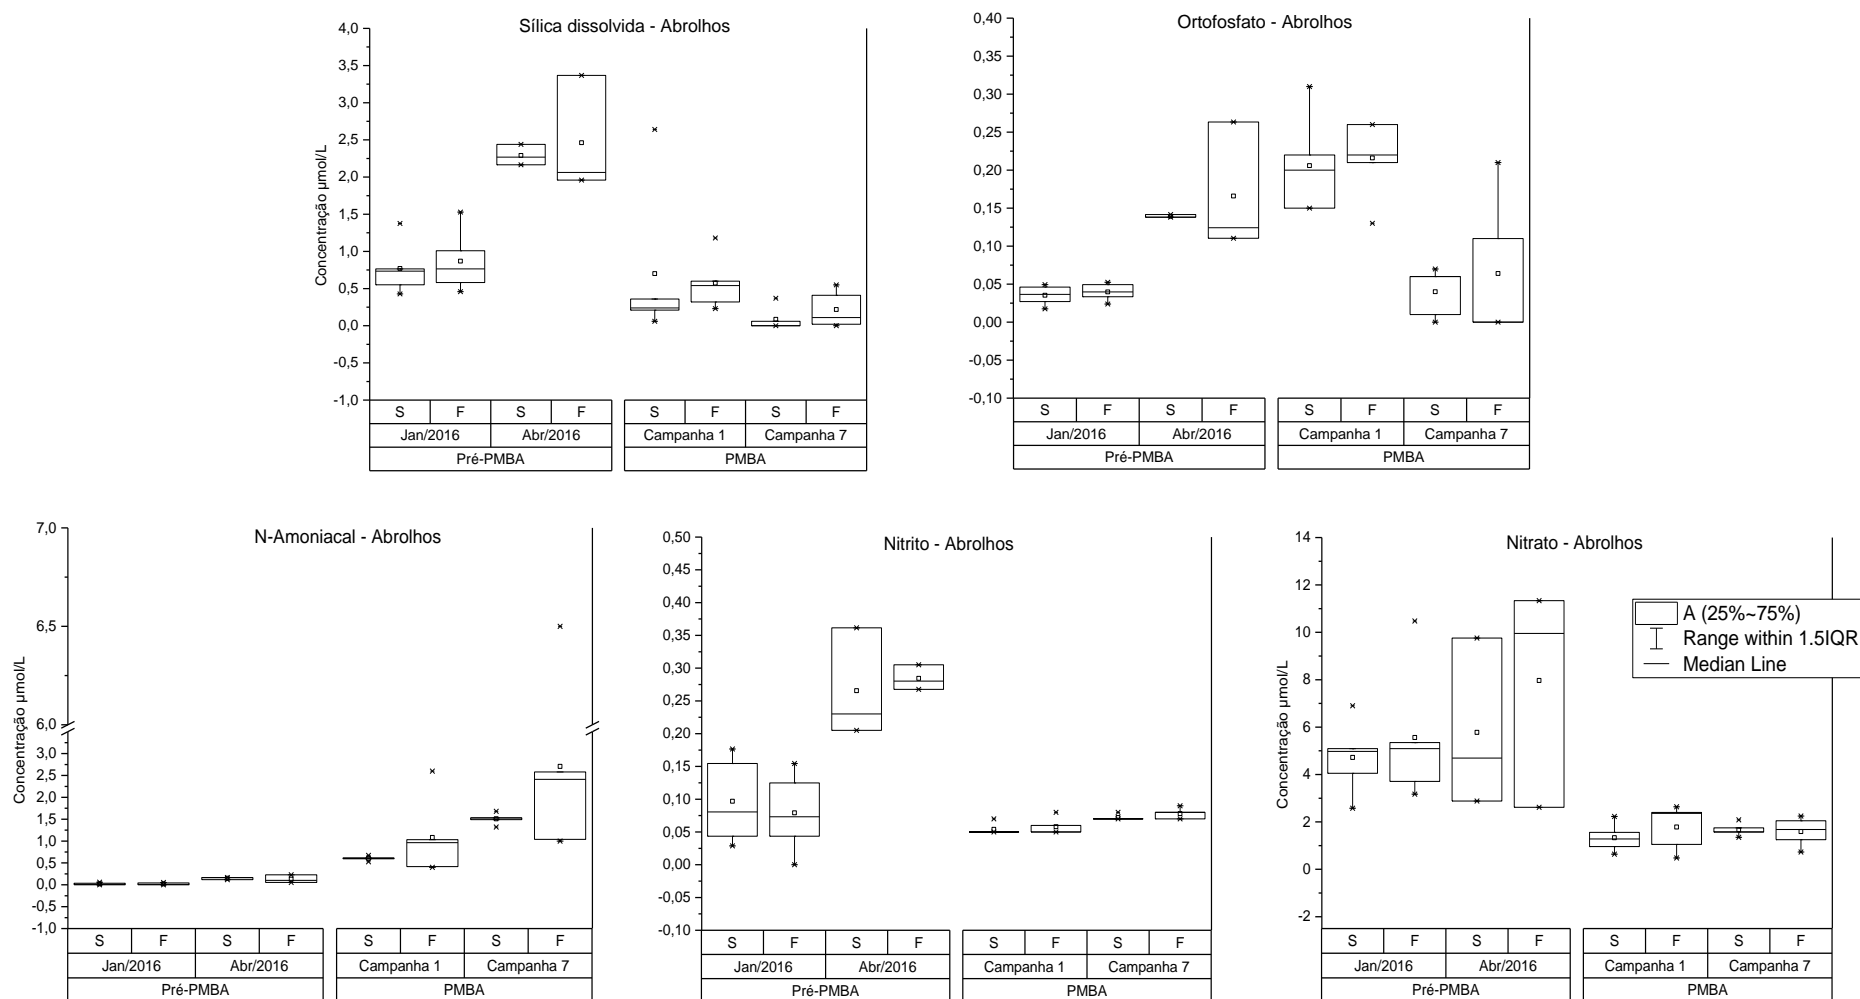 Sílica dissolvida - Abrolhos
Concentração µmol/L
4,0
3,5
3,0
2,5
2,0
1,5
1,0
0,5
0,0
-0,5
-1,0
S F S F S F S F
Jan/2016 Abr/2016 Campanha 1 Campanha 7
Pré-PMBA PMBA
Ortofosfato - Abrolhos
0,40
0,35
0,30
0,25
0,20
0,15
0,10
0,05
0,00
-0,05
-0,10
S F S F S F S F
Jan/2016 Abr/2016 Campanha 1 Campanha 7
Pré-PMBA PMBA
N-Amoniacal - Abrolhos
Concentração µmol/L
7,0
6,5
6,0
3,0
2,5
2,0
1,5
1,0
0,5
0,0
-0,5
-1,0
S F S F S F S F
Jan/2016 Abr/2016 Campanha 1 Campanha 7
Pré-PMBA PMBA
Nitrito - Abrolhos
0,50
0,45
0,40
0,35
0,30
0,25
0,20
0,15
0,10
0,05
0,00
-0,05
-0,10
S F S F S F S F
Jan/2016 Abr/2016 Campanha 1 Campanha 7
Pré-PMBA PMBA
Nitrato - Abrolhos
Concentração µmol/L
14
12
10
8
6
4
2
0
-2
S F S F S F S F
Jan/2016 Abr/2016 Campanha 1 Campanha 7
Pré-PMBA PMBA
A (25%~75%)
Range within 1.5IQR
Median Line